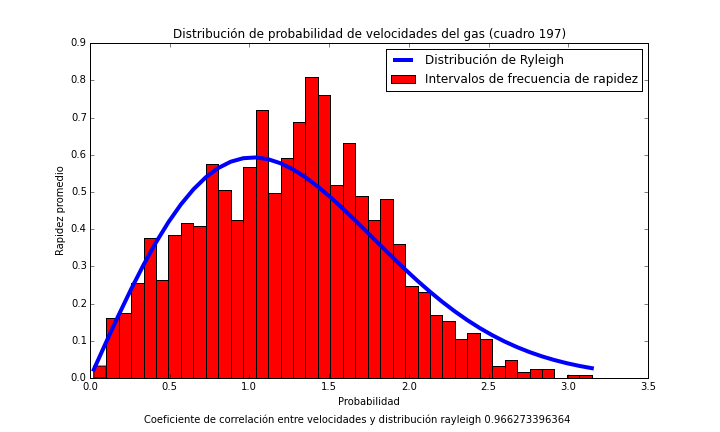 Distribución de probabilidad de velocidades del gas (cuadro 197)
Distribución de Ryleigh
Intervalos de frecuencia de rapidez
Rapidez promedio
0.9
0.8
0.7
0.6
0.5
0.4
0.3
0.2
0.1
0.0
0.0 0.5 1.0 1.5 2.0 2.5 3.0 3.5
Probabilidad
Coeficiente de correlación entre velocidades y distribución rayleigh 0.966273396364